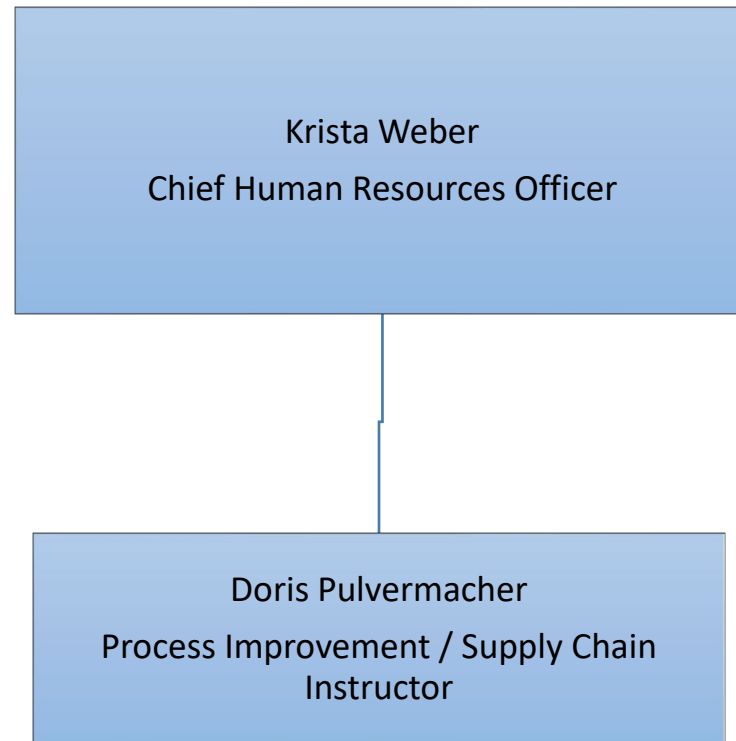 Krista Weber
Chief Human Resources Officer
Doris Pulvermacher
Process Improvement / Supply Chain
Instructor